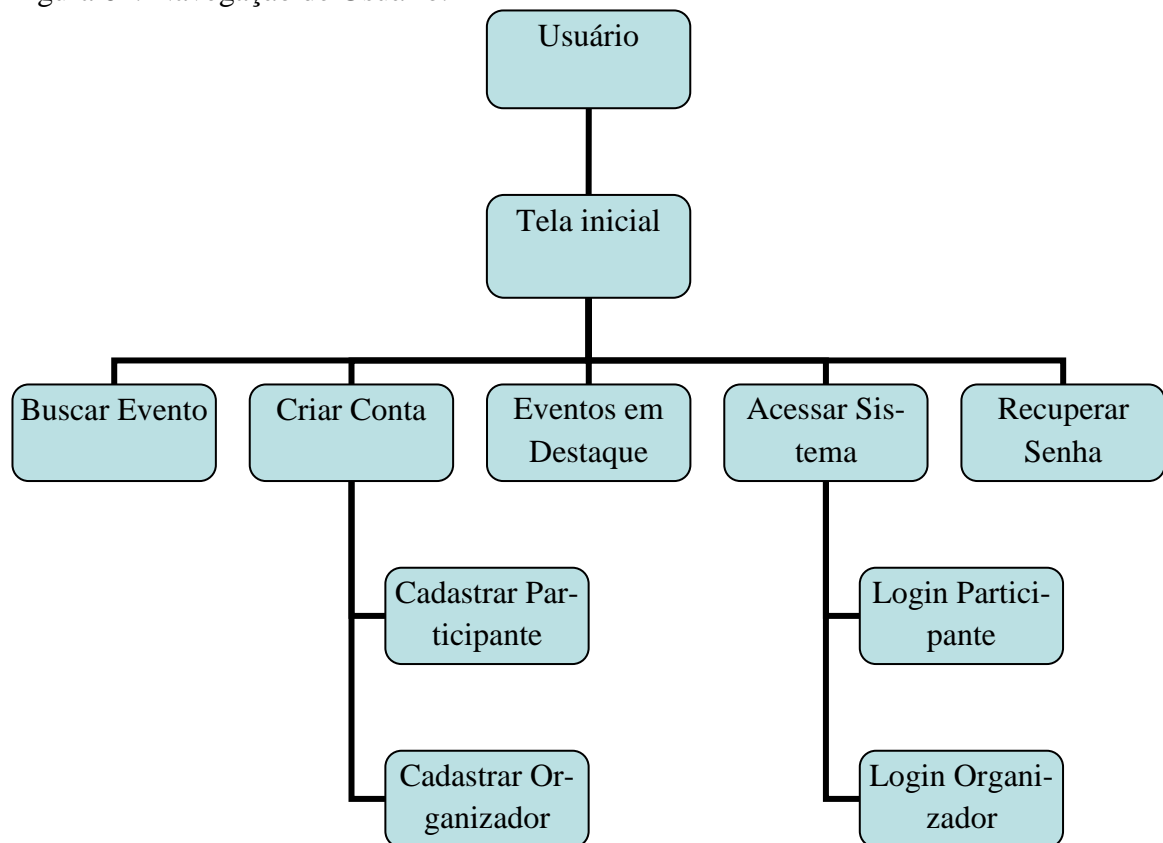 Usuário
Tela inicial
Buscar Evento
Criar Conta
Eventos em
Destaque
Acessar Sis-
tema
Recuperar
Senha
Cadastrar Par-
ticipante
Login Partici-
pante
Cadastrar Or-
ganizador
Login Organi-
zador